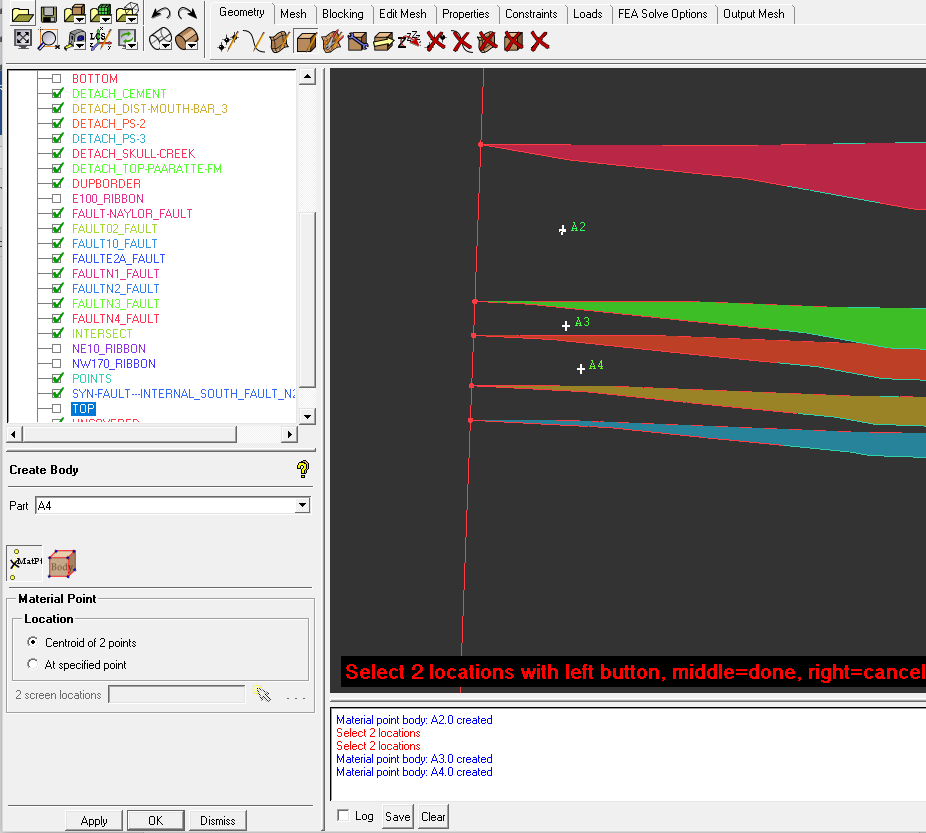 Geometry Mesh Blocking Edit Mesh Properties Constraints Loads FEA Solve Options Output Mesh
LCS
BOTTOM
DETACH_CEMENT
DETACH_DIST-MOUTH-BAR_3
DETACH_PS-2
DETACH_PS-3
DETACH_SKULL-CREEK
DETACH_TOP-PAARATTE-FM
DUPBORDER
E100_RIBBON
FAULT-NAYLOR_FAULT
FAULT02_FAULT
FAULT10_FAULT
FAULTE2A_FAULT
FAULTN1_FAULT
FAULTN2_FAULT
FAULTN3_FAULT
FAULTN4_FAULT
INTERSECT
NE10_RIBBON
NW170_RIBBON
POINTS
SYN-FAULT---INTERNAL_SOUTH_FAULT_N2
TOP
UNCOVERED
A2
A3
A4
Create Body
Part A4
MatPt
Body
Material Point
Location
Centroid of 2 points
At specified point
2 screen locations
...
Apply OK Dismiss
Select 2 locations with left button, middle=done, right=cancel
Material point body: A2.0 created
Select 2 locations
Select 2 locations
Material point body: A3.0 created
Material point body: A4.0 created
Log Save Clear